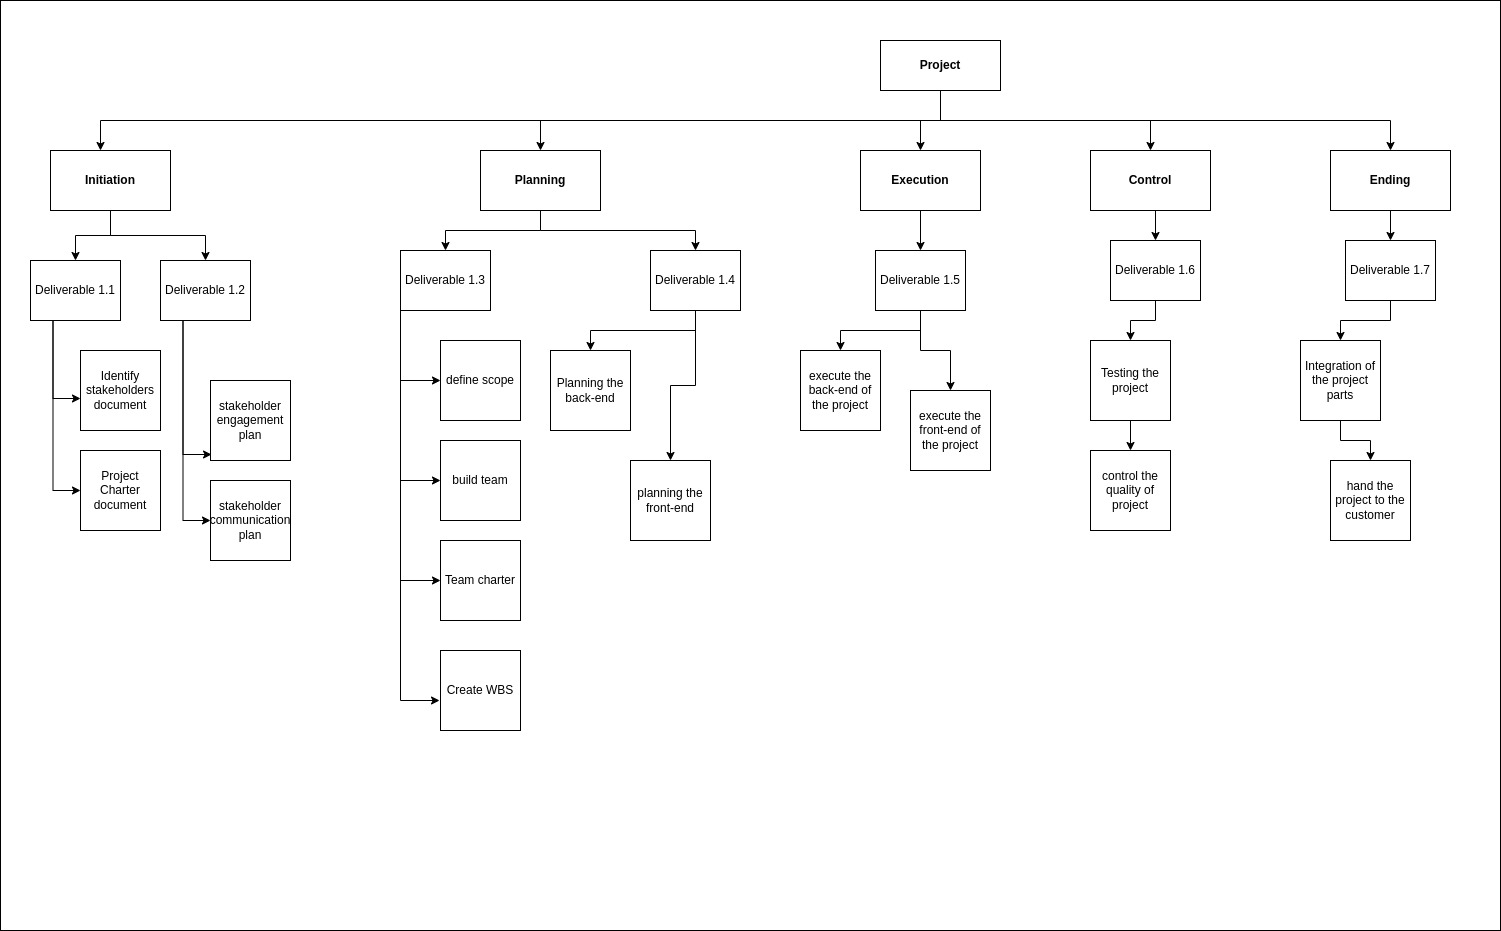 Project
Initiation
Planning
Execution
Control
Ending
Deliverable 1.1
Deliverable 1.2
Deliverable 1.3
Deliverable 1.4
Deliverable 1.5
Deliverable 1.6
Deliverable 1.7
Identify
stakeholders
document
Project
Charter
document
stakeholder
engagement
plan
stakeholder
communication
plan
define scope
build team
Team charter
Create WBS
Planning the
back-end
planning the
front-end
execute the
back-end of
the project
execute the
front-end of
the project
Testing the
project
control the
quality of
project
Integration of
the project
parts
hand the
project to the
customer